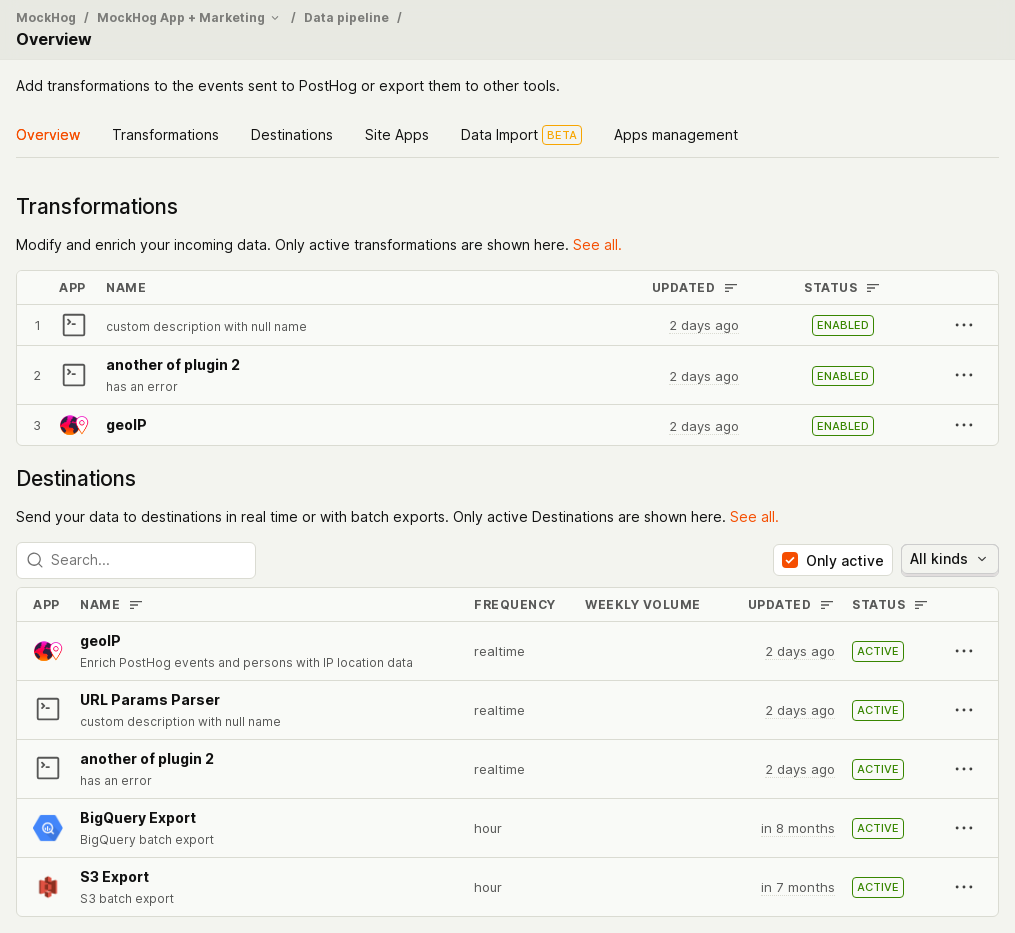 MockHog / MockHog App + Marketing / Data pipeline /
Overview
Add transformations to the events sent to PostHog or export them to other tools.
Overview Transformations Destinations Site Apps Data Import BETA Apps management
Transformations
Modify and enrich your incoming data. Only active transformations are shown here. See all.
APP NAME UPDATED STATUS
1 custom description with null name 2 days ago ENABLED
2 another of plugin 2 2 days ago ENABLED
has an error
3 geoIP 2 days ago ENABLED
Destinations
Send your data to destinations in real time or with batch exports. Only active Destinations are shown here. See all.
Search... Only active All kinds
APP NAME FREQUENCY WEEKLY VOLUME UPDATED STATUS
geoIP realtime 2 days ago ACTIVE
Enrich PostHog events and persons with IP location data
URL Params Parser realtime 2 days ago ACTIVE
custom description with null name
another of plugin 2 realtime 2 days ago ACTIVE
has an error
BigQuery Export hour in 8 months ACTIVE
BigQuery batch export
S3 Export hour in 7 months ACTIVE
S3 batch export